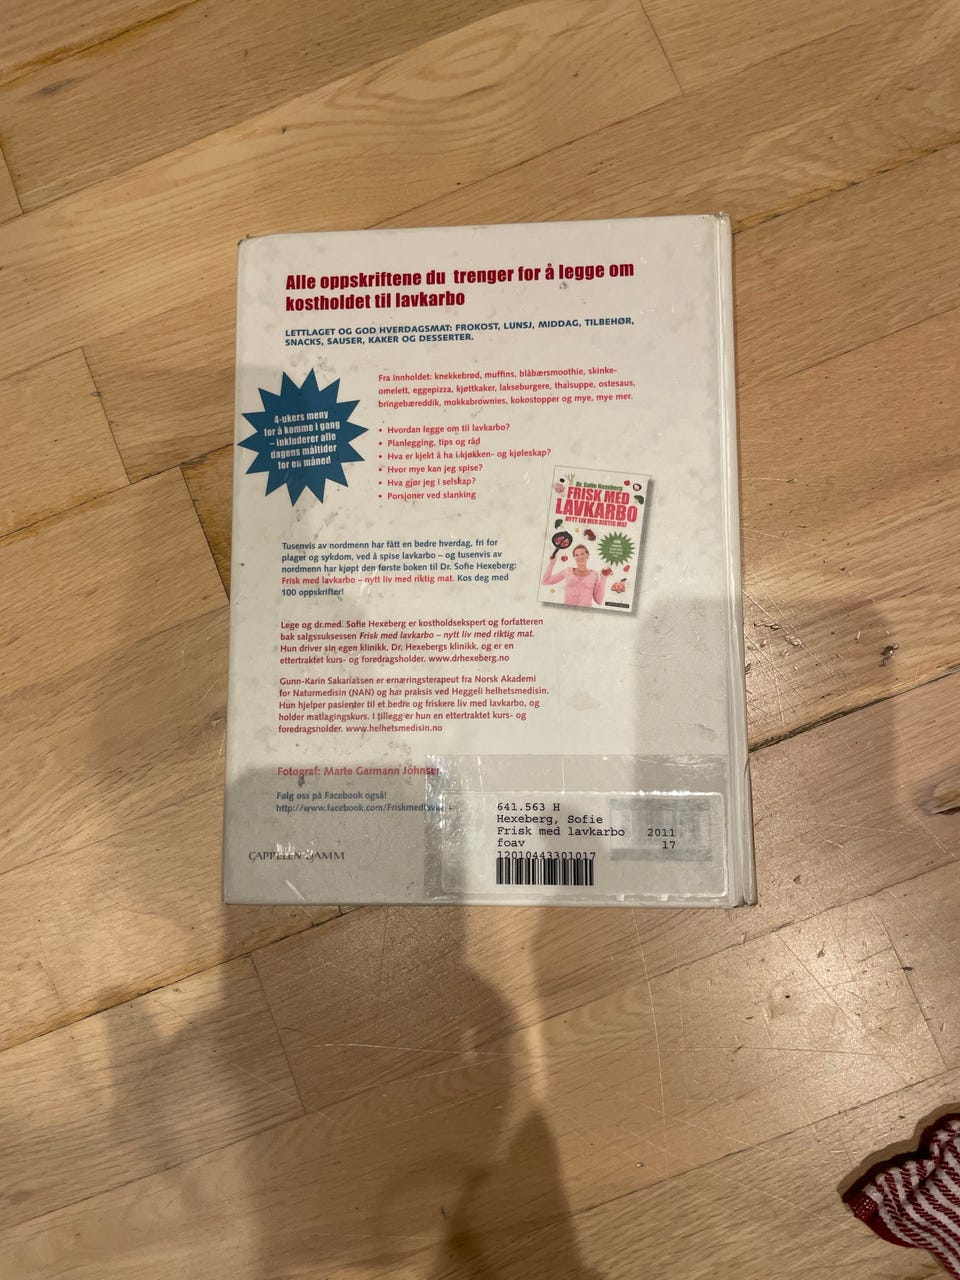 Alle oppskriftene du trenger for å legge om
kostholdet til lavkarbo
LETTLAGET OG GOD HVERDAGSMAT: FROKOST, LUNSJ, MIDDAG, TILBEHØR,
SNACKS, SAUSER, KAKER OG DESSERTER.
4-ukers meny
for å komme i gang
– inkluderer alle
dagens måltider
for en måned!
Fra innholdet: knekkebrød, muffins, blåbærsmoothie, skinke-
omelett, eggepizza, kjøttkaker, lakseburgere, thaisuppe, ostesaus,
bringebæreddik, mokkabrownies, kokostopper og mye, mye mer.
• Hvordan legge om til lavkarbo?
• Planlegging, tips og råd
• Hva er kjekt å ha i kjøkken- og kjøleskap?
• Hvor mye kan jeg spise?
• Hva gjør jeg i selskap?
• Porsjoner ved slanking
Dr. Sofie Hexeberg
FRISK MED
LAVKARBO
NYTT LIV MED RIKTIG MAT
Tusenvis av nordmenn har fått en bedre hverdag, fri for
plager og sykdom, ved å spise lavkarbo – og tusenvis av
nordmenn har kjøpt den første boken til Dr. Sofie Hexeberg:
Frisk med lavkarbo – nytt liv med riktig mat. Kos deg med
100 oppskrifter!
Lege og dr.med. Sofie Hexeberg er kostholdsekspert og forfatteren
bak salgssuksessen Frisk med lavkarbo – nytt liv med riktig mat.
Hun driver sin egen klinikk, Dr. Hexebergs klinikk, og er en
ettertraktet kurs- og foredragsholder. www.drhexeberg.no
Gunn-Karin Sakariassen er ernæringsterapeut fra Norsk Akademi
for Naturmedisin (NAN) og har praksis ved Heggeli helhetsmedisin.
Hun hjelper pasienter til et bedre og friskere liv med lavkarbo, og
holder matlagingskurs. I tillegg er hun en ettertraktet kurs- og
foredragsholder. www.helhetsmedisin.no
Fotograf: Marte Garmann Johnsen
Følg oss på Facebook også!
CAPPELEN DAMM
641.563 H
Hexeberg, Sofie
Frisk med lavkarbo 2011
foav 17
12010443301017